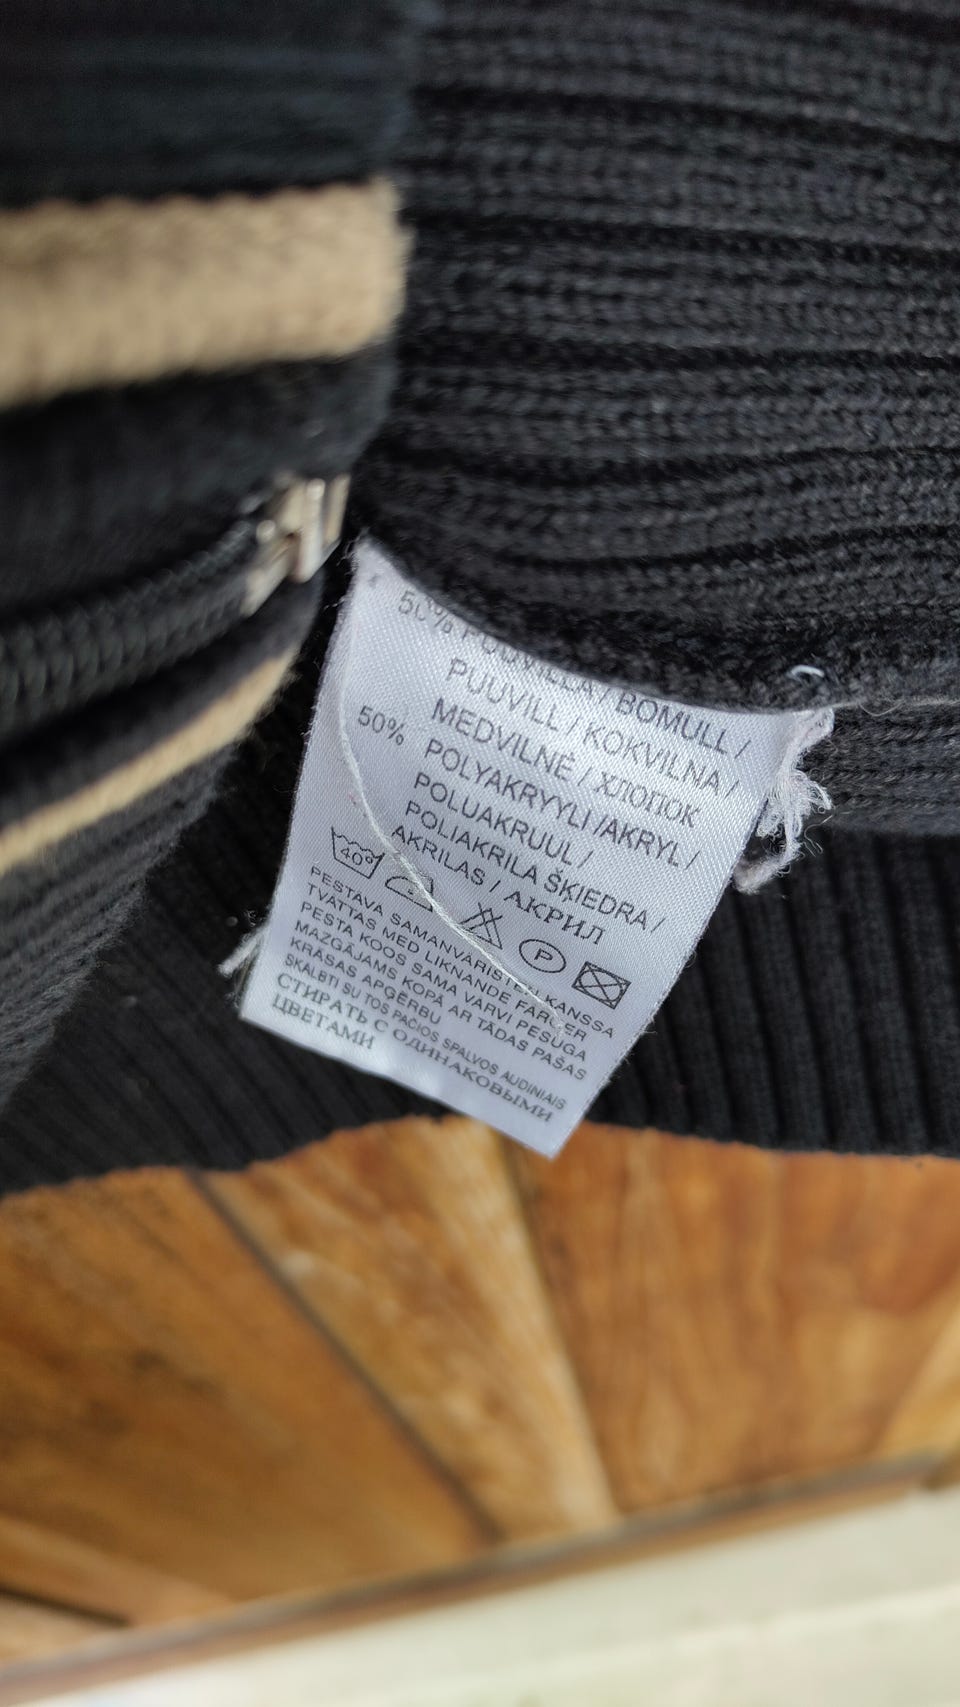 50% PUUVILLA / BOMULL /
PUUVILL / KOKVILNA /
MEDVILNĖ / ХЛОПОК
50% POLYAKRYYLI /AKRYL /
POLUAKRUUL /
POLIAKRILA ŠĶIEDRA /
AKRILAS / АКРИЛ
40° P
PESTÄVÄ SAMANVÄRISTEN KANSSA
TVÄTTAS MED LIKNANDE FÄRGER
PESTA KOOS SAMA VÄRVI PESUGA
MAZGĀJAMS KOPĀ AR TĀDAS PAŠAS
KRĀSAS APĢĒRBU
SKALBTI SU TOS PAČIOS SPALVOS AUDINIAIS
СТИРАТЬ С ОДИНАКОВЫМИ
ЦВЕТАМИ